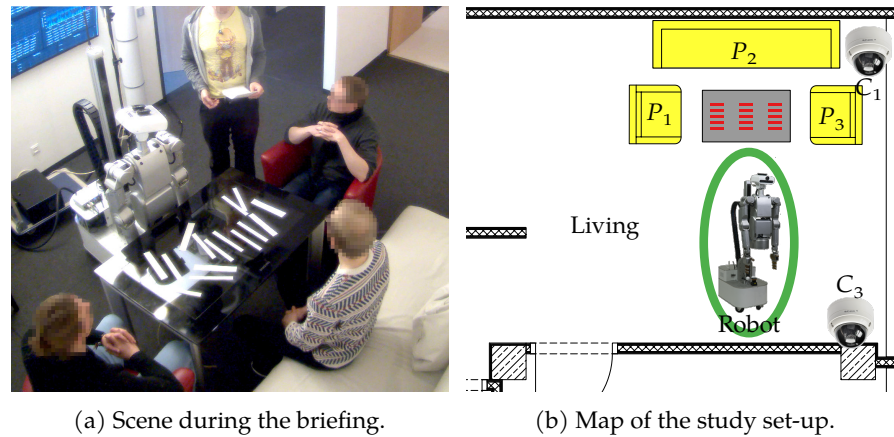 P2
C1
P1
P3
Living
C3
Robot
(a) Scene during the briefing.
(b) Map of the study set-up.